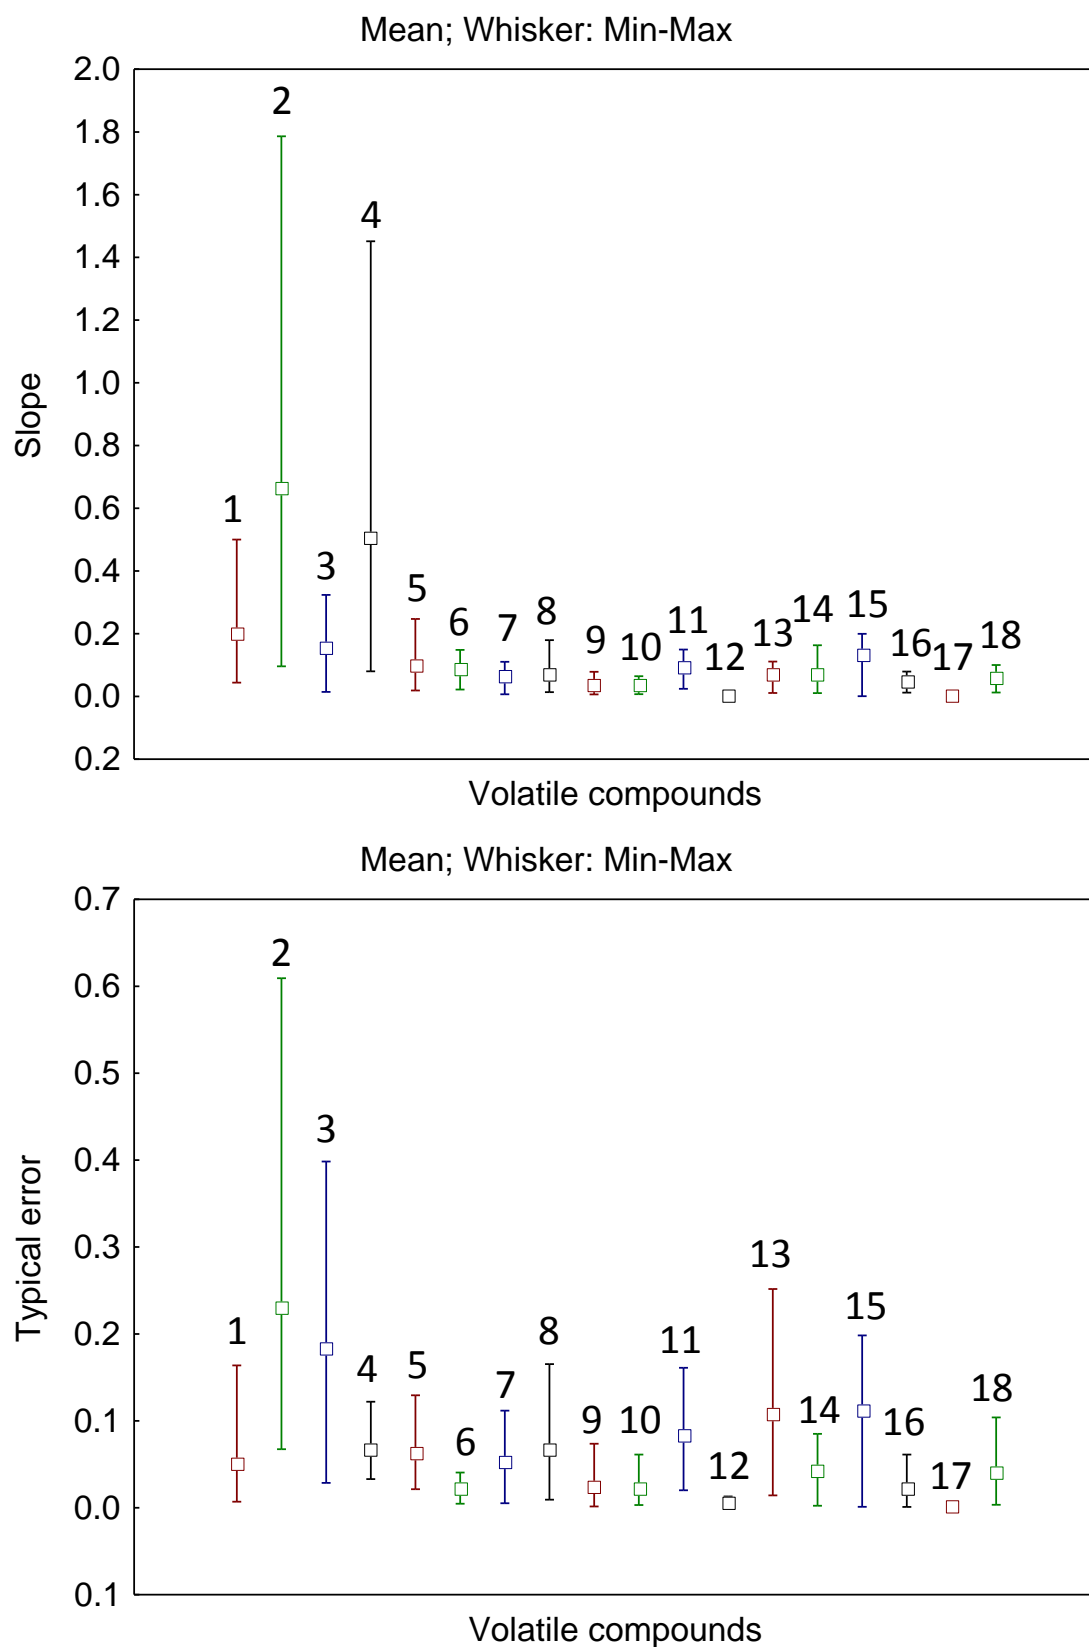 Mean; Whisker: Min-Max
2.0
1.8
1.6
1.4
1.2
1.0
0.8
0.6
0.4
0.2
0.0
0.2
Slope
1 2 3 4 5 6 7 8 9 10 11 12 13 14 15 16 17 18
Volatile compounds
Mean; Whisker: Min-Max
0.7
0.6
0.5
0.4
0.3
0.2
0.1
0.0
0.1
Typical error
1 2 3 4 5 6 7 8 9 10 11 12 13 14 15 16 17 18
Volatile compounds